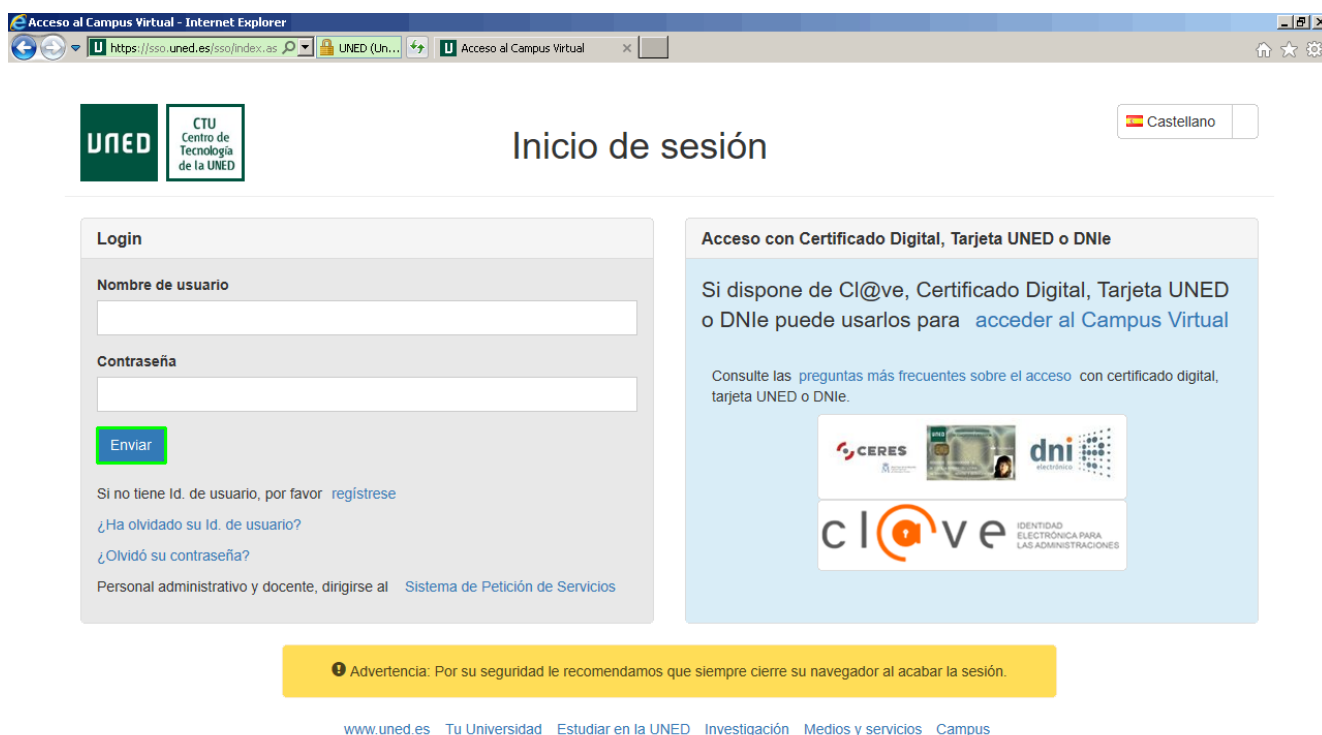 Acceso al Campus Virtual - Internet Explorer
https://sso.uned.es/sso/index.as
UNED (Un...
Acceso al Campus Virtual
UNED
CTU
Centro de
Tecnología
de la UNED
Inicio de sesión
Castellano
Login
Nombre de usuario
Contraseña
Enviar
Si no tiene Id. de usuario, por favor regístrese
¿Ha olvidado su Id. de usuario?
¿Olvidó su contraseña?
Personal administrativo y docente, dirigirse al Sistema de Petición de Servicios
Acceso con Certificado Digital, Tarjeta UNED o DNIe
Si dispone de Cl@ve, Certificado Digital, Tarjeta UNED
o DNIe puede usarlos para acceder al Campus Virtual
Consulte las preguntas más frecuentes sobre el acceso con certificado digital,
tarjeta UNED o DNIe.
CERES
UNED
dni
electrónico
cl@ve
IDENTIDAD
ELECTRÓNICA PARA
LAS ADMINISTRACIONES
Advertencia: Por su seguridad le recomendamos que siempre cierre su navegador al acabar la sesión.
www.uned.es Tu Universidad Estudiar en la UNED Investigación Medios y servicios Campus